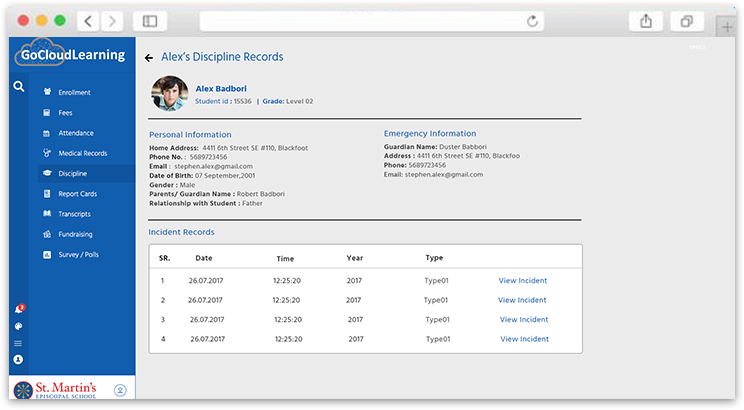 GoCloudLearning
Alex's Discipline Records
Alex Badbori
Student id : 15536 | Grade: Level 02
Enrollment
Fees
Attendance
Medical Records
Discipline
Report Cards
Transcripts
Fundraising
Survey / Polls
Personal Information
Home Address: 4411 6th Street SE #110, Blackfoot
Phone No. : 5689723456
Email : stephen.alex@gmail.com
Date of Birth: 07 September,2001
Gender : Male
Parents/ Guardian Name : Robert Badbori
Relationship with Student : Father
Emergency Information
Guardian Name: Duster Babbori
Address : 4411 6th Street SE #110, Blackfoo
Phone: 5689723456
Email: stephen.alex@gmail.com
Incident Records
SR. Date Time Year Type
1 26.07.2017 12:25:20 2017 Type01 View Incident
2 26.07.2017 12:25:20 2017 Type01 View Incident
3 26.07.2017 12:25:20 2017 Type01 View Incident
4 26.07.2017 12:25:20 2017 Type01 View Incident
St. Martin's
EPISCOPAL SCHOOL